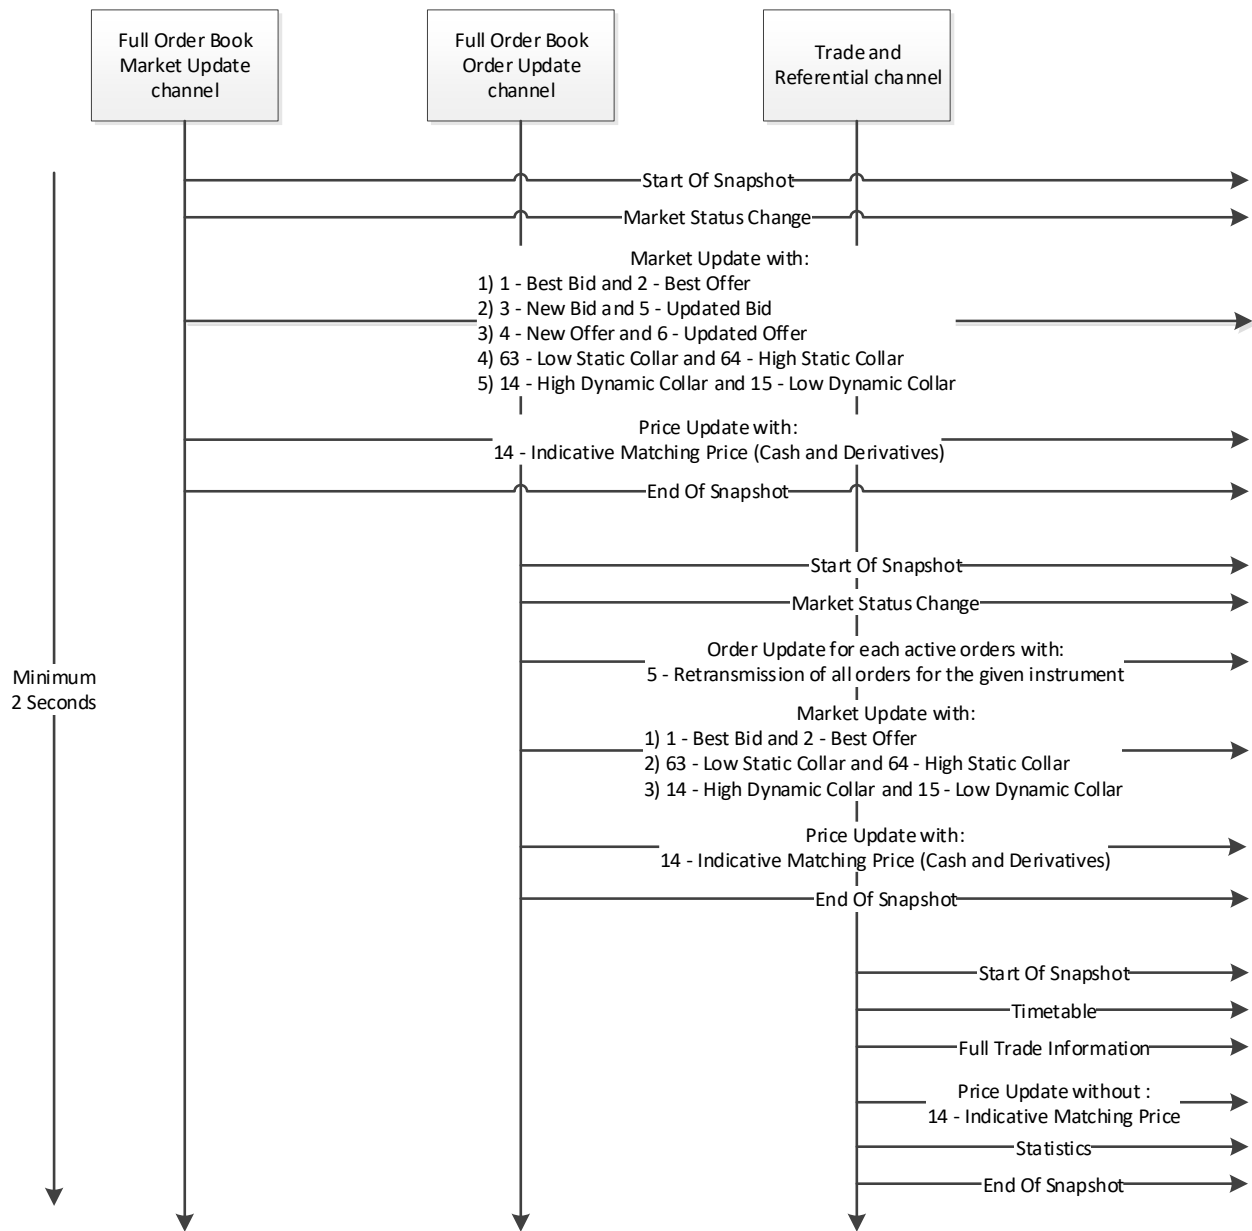 Full Order Book
Market Update
channel
Full Order Book
Order Update
channel
Trade and
Referential channel
Start Of Snapshot
Market Status Change
Market Update with:
1) 1 - Best Bid and 2 - Best Offer
2) 3 - New Bid and 5 - Updated Bid
3) 4 - New Offer and 6 - Updated Offer
4) 63 - Low Static Collar and 64 - High Static Collar
5) 14 - High Dynamic Collar and 15 - Low Dynamic Collar
Price Update with:
14 - Indicative Matching Price (Cash and Derivatives)
End Of Snapshot
Start Of Snapshot
Market Status Change
Order Update for each active orders with:
5 - Retransmission of all orders for the given instrument
Minimum
2 Seconds
Market Update with:
1) 1 - Best Bid and 2 - Best Offer
2) 63 - Low Static Collar and 64 - High Static Collar
3) 14 - High Dynamic Collar and 15 - Low Dynamic Collar
Price Update with:
14 - Indicative Matching Price (Cash and Derivatives)
End Of Snapshot
Start Of Snapshot
Timetable
Full Trade Information
Price Update without :
14 - Indicative Matching Price
Statistics
End Of Snapshot